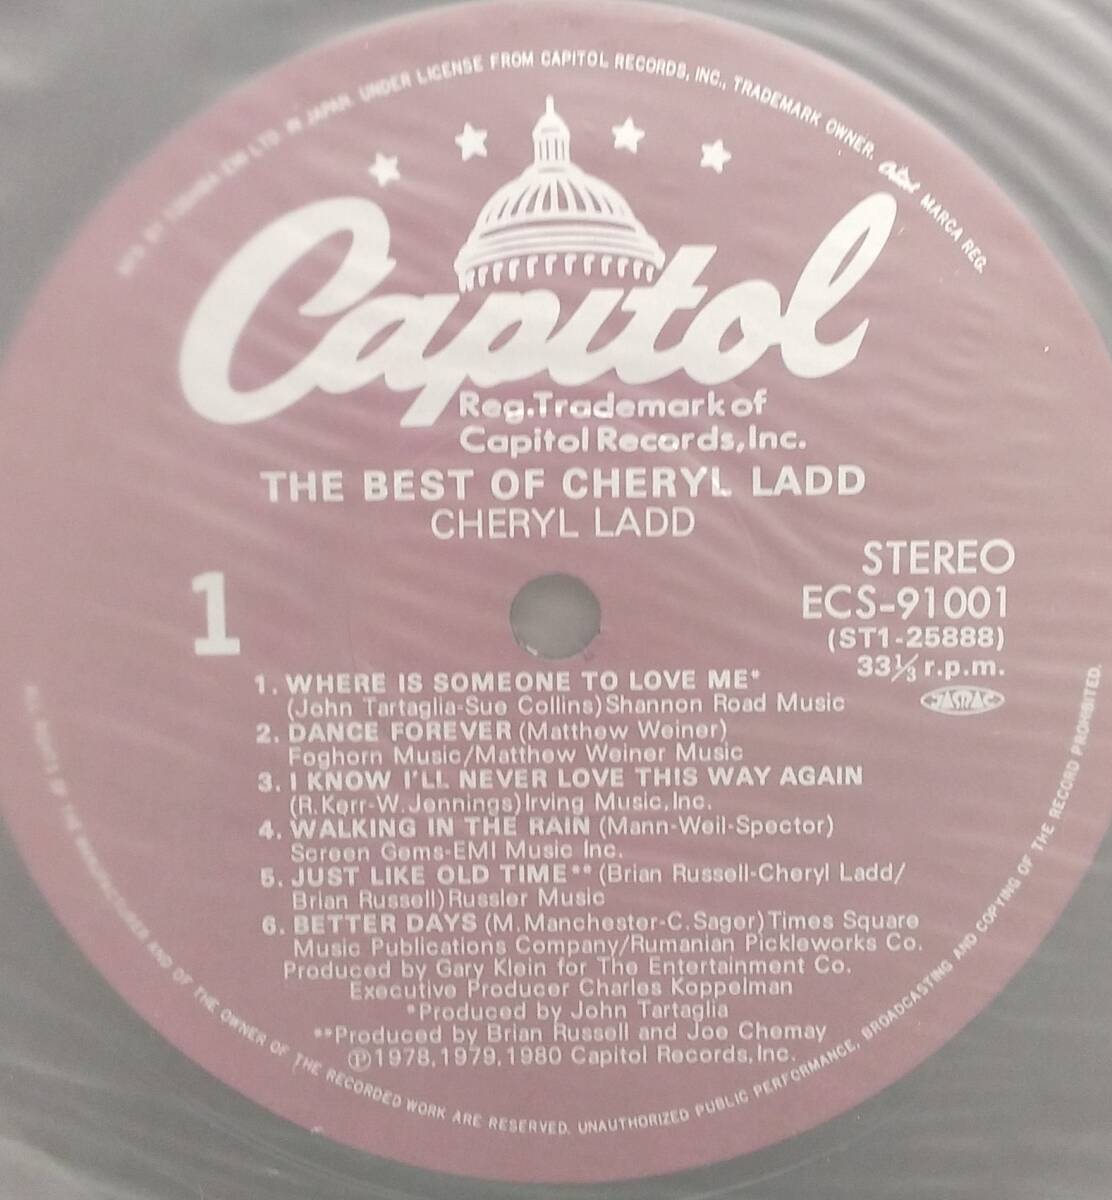 MFD BY TOSHIBA-EMI LTD. IN JAPAN. UNDER LICENSE FROM CAPITOL RECORDS, INC., TRADEMARK OWNER. Capitol MARCA REG.
Capitol
Reg.Trademark of
Capitol Records,Inc.
THE BEST OF CHERYL LADD
CHERYL LADD
STEREO
1
ECS-91001
(ST1-25888)
33⅓ r.p.m.
JASRAC
1. WHERE IS SOMEONE TO LOVE ME*
(John Tartaglia-Sue Collins)Shannon Road Music
2. DANCE FOREVER (Matthew Weiner)
Foghorn Music/Matthew Weiner Music
3. I KNOW I'LL NEVER LOVE THIS WAY AGAIN
(R.Kerr-W.Jennings)Irving Music,Inc.
4. WALKING IN THE RAIN (Mann-Weil-Spector)
Screen Gems-EMI Music Inc.
5. JUST LIKE OLD TIME** (Brian Russell-Cheryl Ladd/
Brian Russell)Russler Music
6. BETTER DAYS (M.Manchester-C.Sager)Times Square
Music Publications Company/Rumanian Pickleworks Co.
Produced by Gary Klein for The Entertainment Co.
Executive Producer Charles Koppelman
*Produced by John Tartaglia
**Produced by Brian Russell and Joe Chemay
Ⓟ1978,1979,1980 Capitol Records,Inc.
ALL RIGHTS OF THE MANUFACTURER AND OF THE OWNER OF THE RECORDED WORK ARE RESERVED. UNAUTHORIZED PUBLIC PERFORMANCE, BROADCASTING AND COPYING OF THE RECORD PROHIBITED.